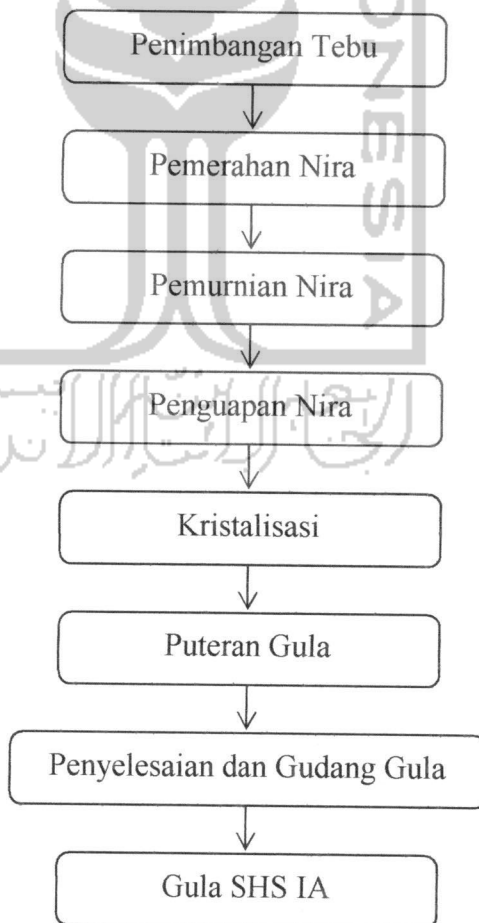 Penimbangan Tebu
Pemerahan Nira
Pemurnian Nira
Penguapan Nira
Kristalisasi
Puteran Gula
Penyelesaian dan Gudang Gula
Gula SHS IA